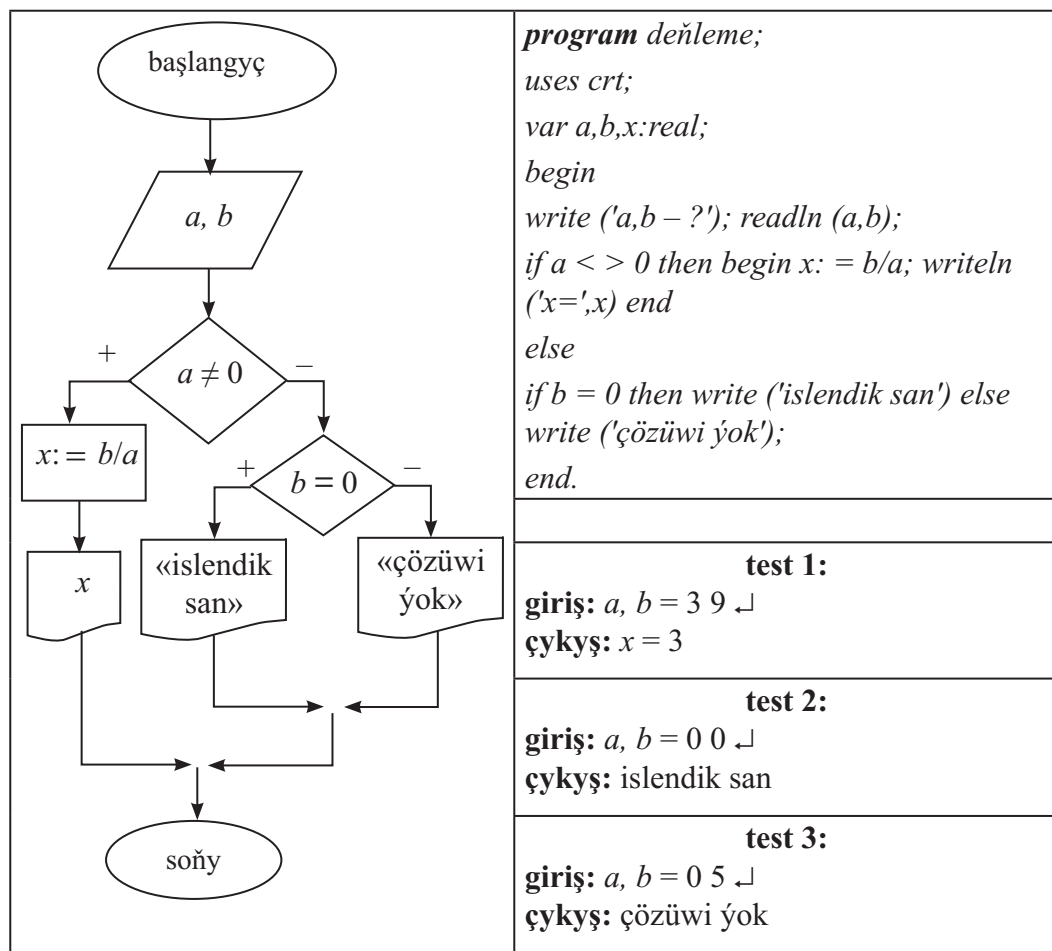 başlangyç
a, b
+
a ≠ 0
–
x: = b/a
+
b = 0
–
x
«islendik
san»
«çözüwi
ýok»
soňy
program deňleme;
uses crt;
var a,b,x:real;
begin
write ('a,b – ?'); readln (a,b);
if a < > 0 then begin x: = b/a; writeln
('x=',x) end
else
if b = 0 then write ('islendik san') else
write ('çözüwi ýok');
end.
test 1:
giriş: a, b = 3 9 ↵
çykyş: x = 3
test 2:
giriş: a, b = 0 0 ↵
çykyş: islendik san
test 3:
giriş: a, b = 0 5 ↵
çykyş: çözüwi ýok